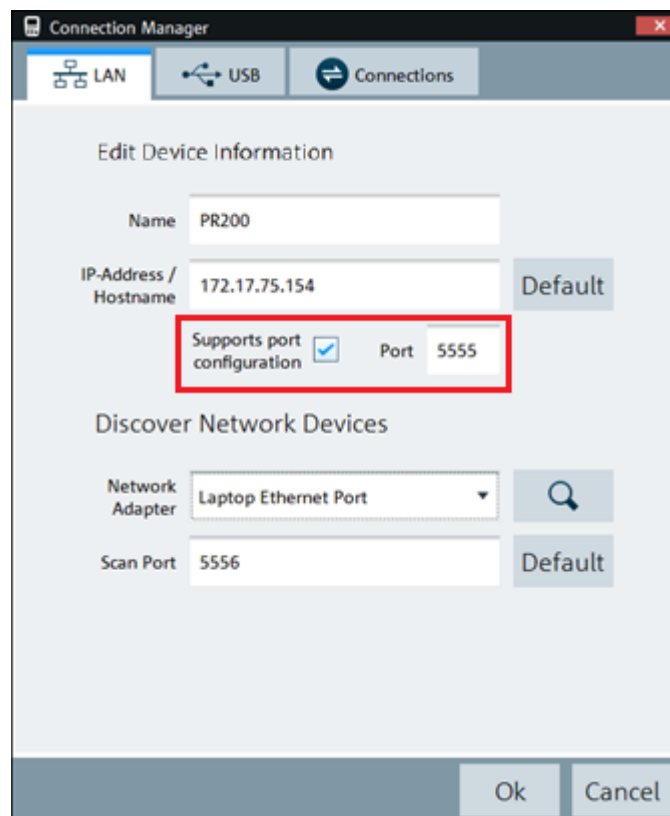 Connection Manager
LAN
USB
Connections
Edit Device Information
Name
PR200
IP-Address /
Hostname
172.17.75.154
Default
Supports port
configuration
Port
5555
Discover Network Devices
Network
Adapter
Laptop Ethernet Port
Scan Port
5556
Default
Ok
Cancel